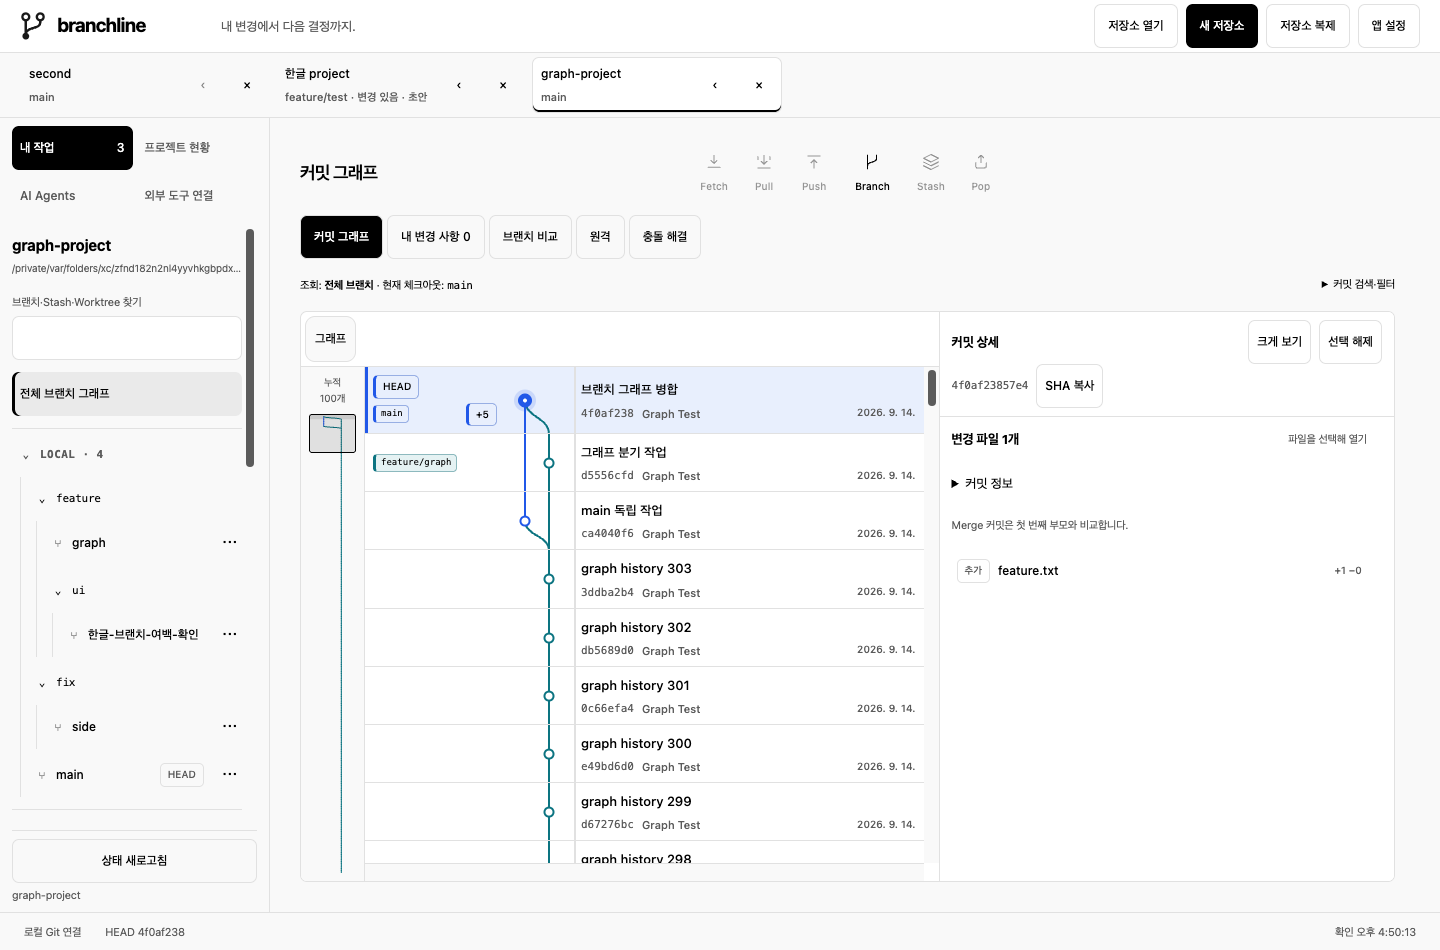 branchline
내 변경에서 다음 결정까지.
저장소 열기
새 저장소
저장소 복제
앱 설정
second
main
‹ ×
한글 project
feature/test · 변경 있음 · 초안
‹ ×
graph-project
main
‹ ×
내 작업 3
프로젝트 현황
AI Agents
외부 도구 연결
graph-project
/private/var/folders/xc/zfnd182n2nl4yyvhkgbpdx...
브랜치·Stash·Worktree 찾기
전체 브랜치 그래프
LOCAL · 4
feature
graph ···
ui
한글-브랜치-여백-확인 ···
fix
side ···
main HEAD ···
상태 새로고침
graph-project
커밋 그래프
Fetch
Pull
Push
Branch
Stash
Pop
커밋 그래프
내 변경 사항 0
브랜치 비교
원격
충돌 해결
조회: 전체 브랜치 · 현재 체크아웃: main
▶ 커밋 검색·필터
그래프
누적
100개
HEAD
main
+5
브랜치 그래프 병합
4f0af238 Graph Test 2026. 9. 14.
feature/graph
그래프 분기 작업
d5556cfd Graph Test 2026. 9. 14.
main 독립 작업
ca4040f6 Graph Test 2026. 9. 14.
graph history 303
3ddba2b4 Graph Test 2026. 9. 14.
graph history 302
db5689d0 Graph Test 2026. 9. 14.
graph history 301
0c66efa4 Graph Test 2026. 9. 14.
graph history 300
e49bd6d0 Graph Test 2026. 9. 14.
graph history 299
d67276bc Graph Test 2026. 9. 14.
graph history 298
커밋 상세
크게 보기
선택 해제
4f0af23857e4
SHA 복사
변경 파일 1개
파일을 선택해 열기
▶ 커밋 정보
Merge 커밋은 첫 번째 부모와 비교합니다.
추가 feature.txt +1 −0
로컬 Git 연결
HEAD 4f0af238
확인 오후 4:50:13